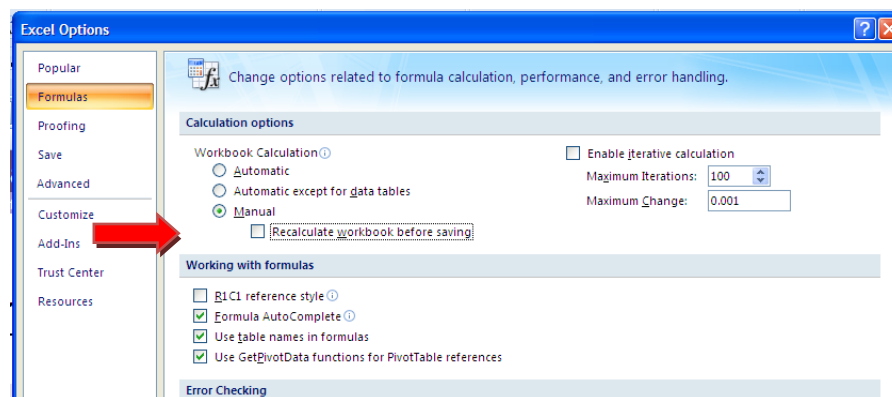 Excel Options
Popular
Formulas
Proofing
Save
Advanced
Customize
Add-Ins
Trust Center
Resources
fx
Change options related to formula calculation, performance, and error handling.
Calculation options
Workbook Calculation
Automatic
Automatic except for data tables
Manual
Recalculate workbook before saving
Enable iterative calculation
Maximum Iterations: 100
Maximum Change: 0.001
Working with formulas
R1C1 reference style
Formula AutoComplete
Use table names in formulas
Use GetPivotData functions for PivotTable references
Error Checking